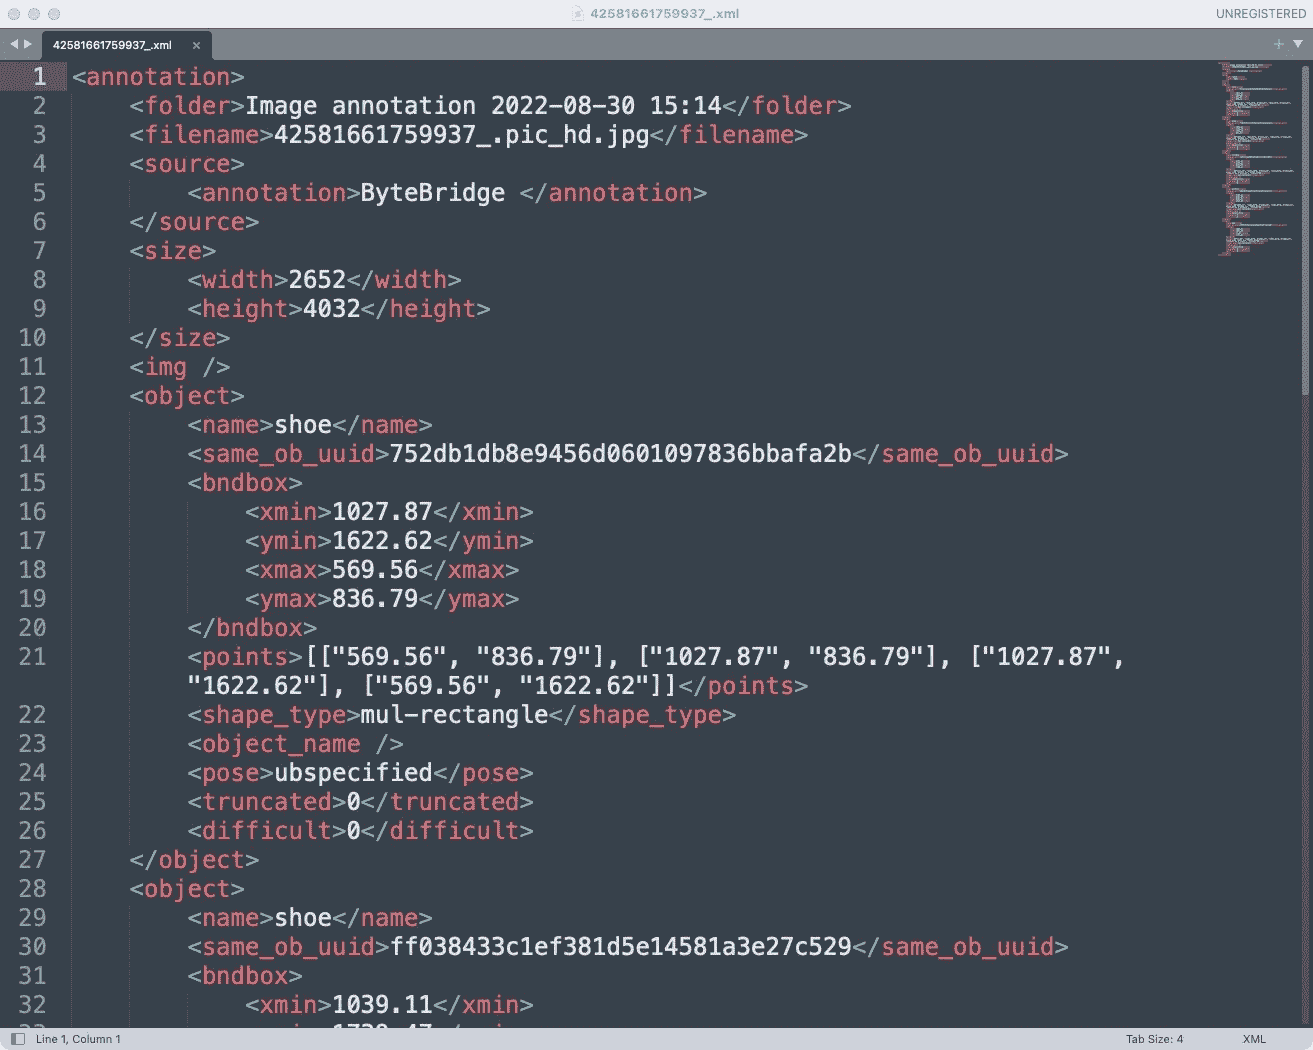 42581661759937_.xml
UNREGISTERED
42581661759937_.xml ×
1 <annotation>
2 <folder>Image annotation 2022-08-30 15:14</folder>
3 <filename>42581661759937_.pic_hd.jpg</filename>
4 <source>
5 <annotation>ByteBridge </annotation>
6 </source>
7 <size>
8 <width>2652</width>
9 <height>4032</height>
10 </size>
11 <img />
12 <object>
13 <name>shoe</name>
14 <same_ob_uuid>752db1db8e9456d0601097836bbafa2b</same_ob_uuid>
15 <bndbox>
16 <xmin>1027.87</xmin>
17 <ymin>1622.62</ymin>
18 <xmax>569.56</xmax>
19 <ymax>836.79</ymax>
20 </bndbox>
21 <points>[["569.56", "836.79"], ["1027.87", "836.79"], ["1027.87",
"1622.62"], ["569.56", "1622.62"]]</points>
22 <shape_type>mul-rectangle</shape_type>
23 <object_name />
24 <pose>ubspecified</pose>
25 <truncated>0</truncated>
26 <difficult>0</difficult>
27 </object>
28 <object>
29 <name>shoe</name>
30 <same_ob_uuid>ff038433c1ef381d5e14581a3e27c529</same_ob_uuid>
31 <bndbox>
32 <xmin>1039.11</xmin>
Line 1, Column 1
Tab Size: 4
XML